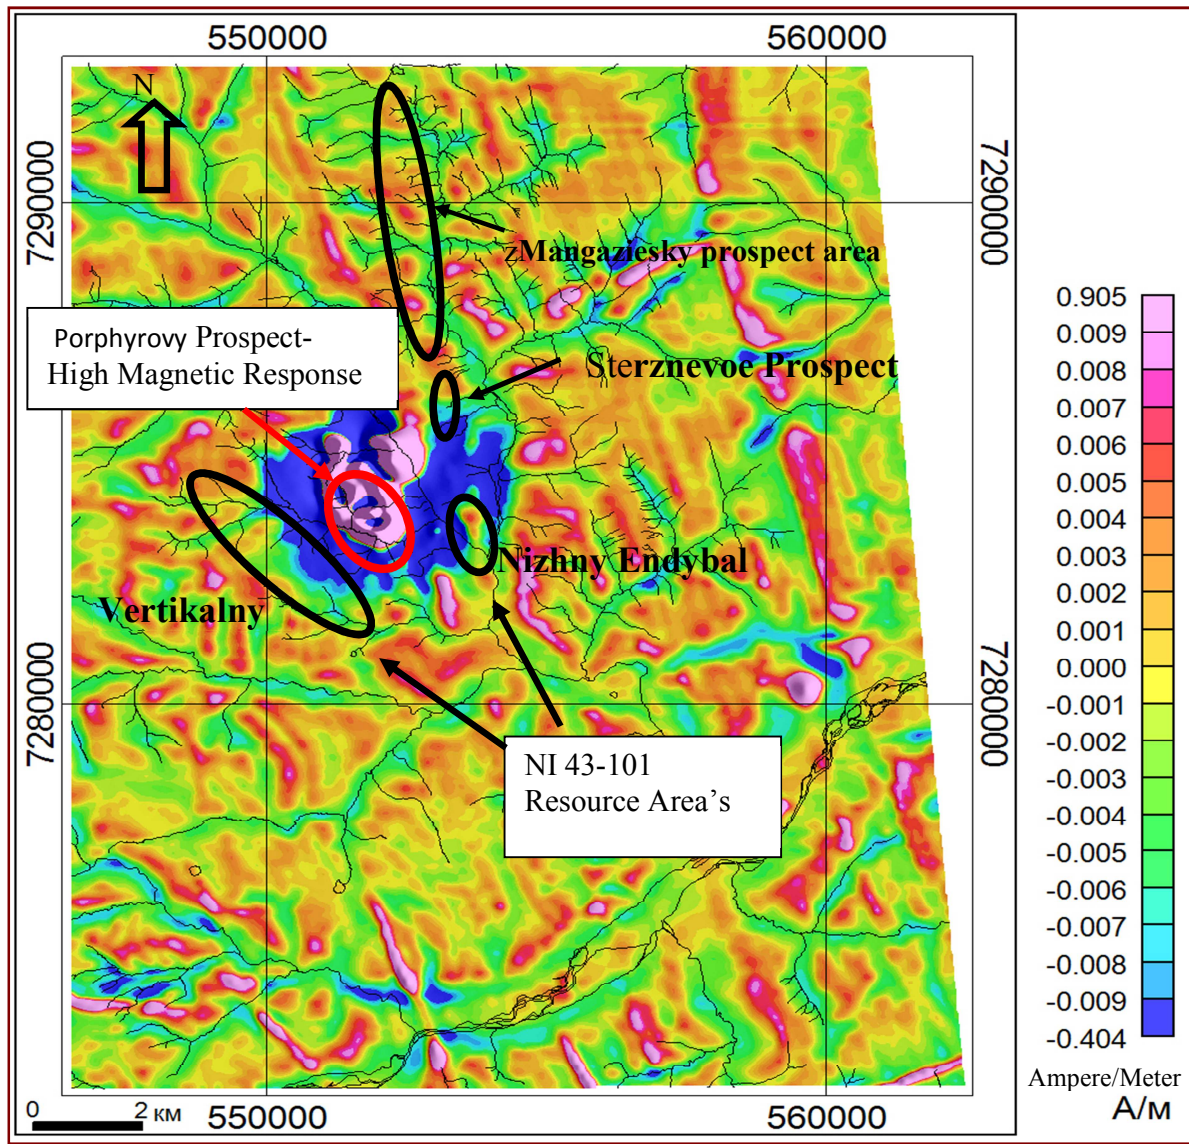 550000
560000
N
7290000
7290000
zMangaziesky prospect area
Porphyrovy Prospect-
High Magnetic Response
Sterznevoe Prospect
Nizhny Endybal
Vertikalny
7280000
7280000
NI 43-101
Resource Area's
0.905
0.009
0.008
0.007
0.006
0.005
0.004
0.003
0.002
0.001
0.000
-0.001
-0.002
-0.003
-0.004
-0.005
-0.006
-0.007
-0.008
-0.009
-0.404
Ampere/Meter
А/м
0 2 км
550000
560000